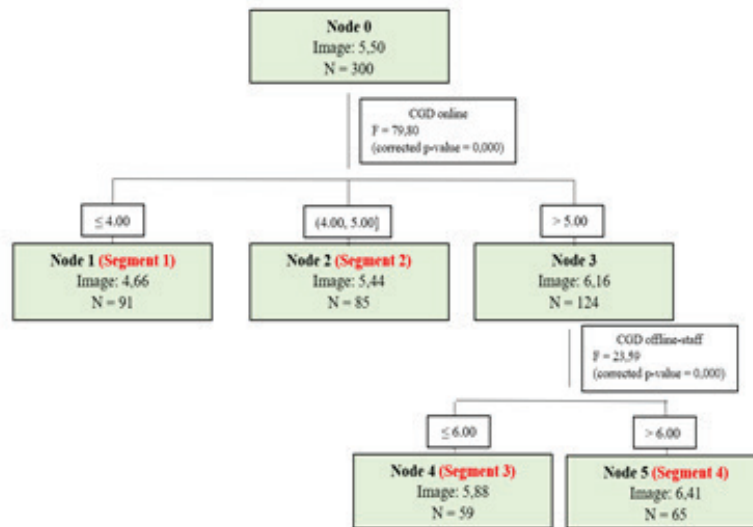 Node 0
Image: 5,50
N = 300
CGD online
F = 79,80
(corrected p-value = 0,000)
≤ 4.00
(4.00, 5.00]
> 5.00
Node 1 (Segment 1)
Image: 4,66
N = 91
Node 2 (Segment 2)
Image: 5,44
N = 85
Node 3
Image: 6,16
N = 124
CGD offline-staff
F = 23,59
(corrected p-value = 0,000)
≤ 6.00
> 6.00
Node 4 (Segment 3)
Image: 5,88
N = 59
Node 5 (Segment 4)
Image: 6,41
N = 65